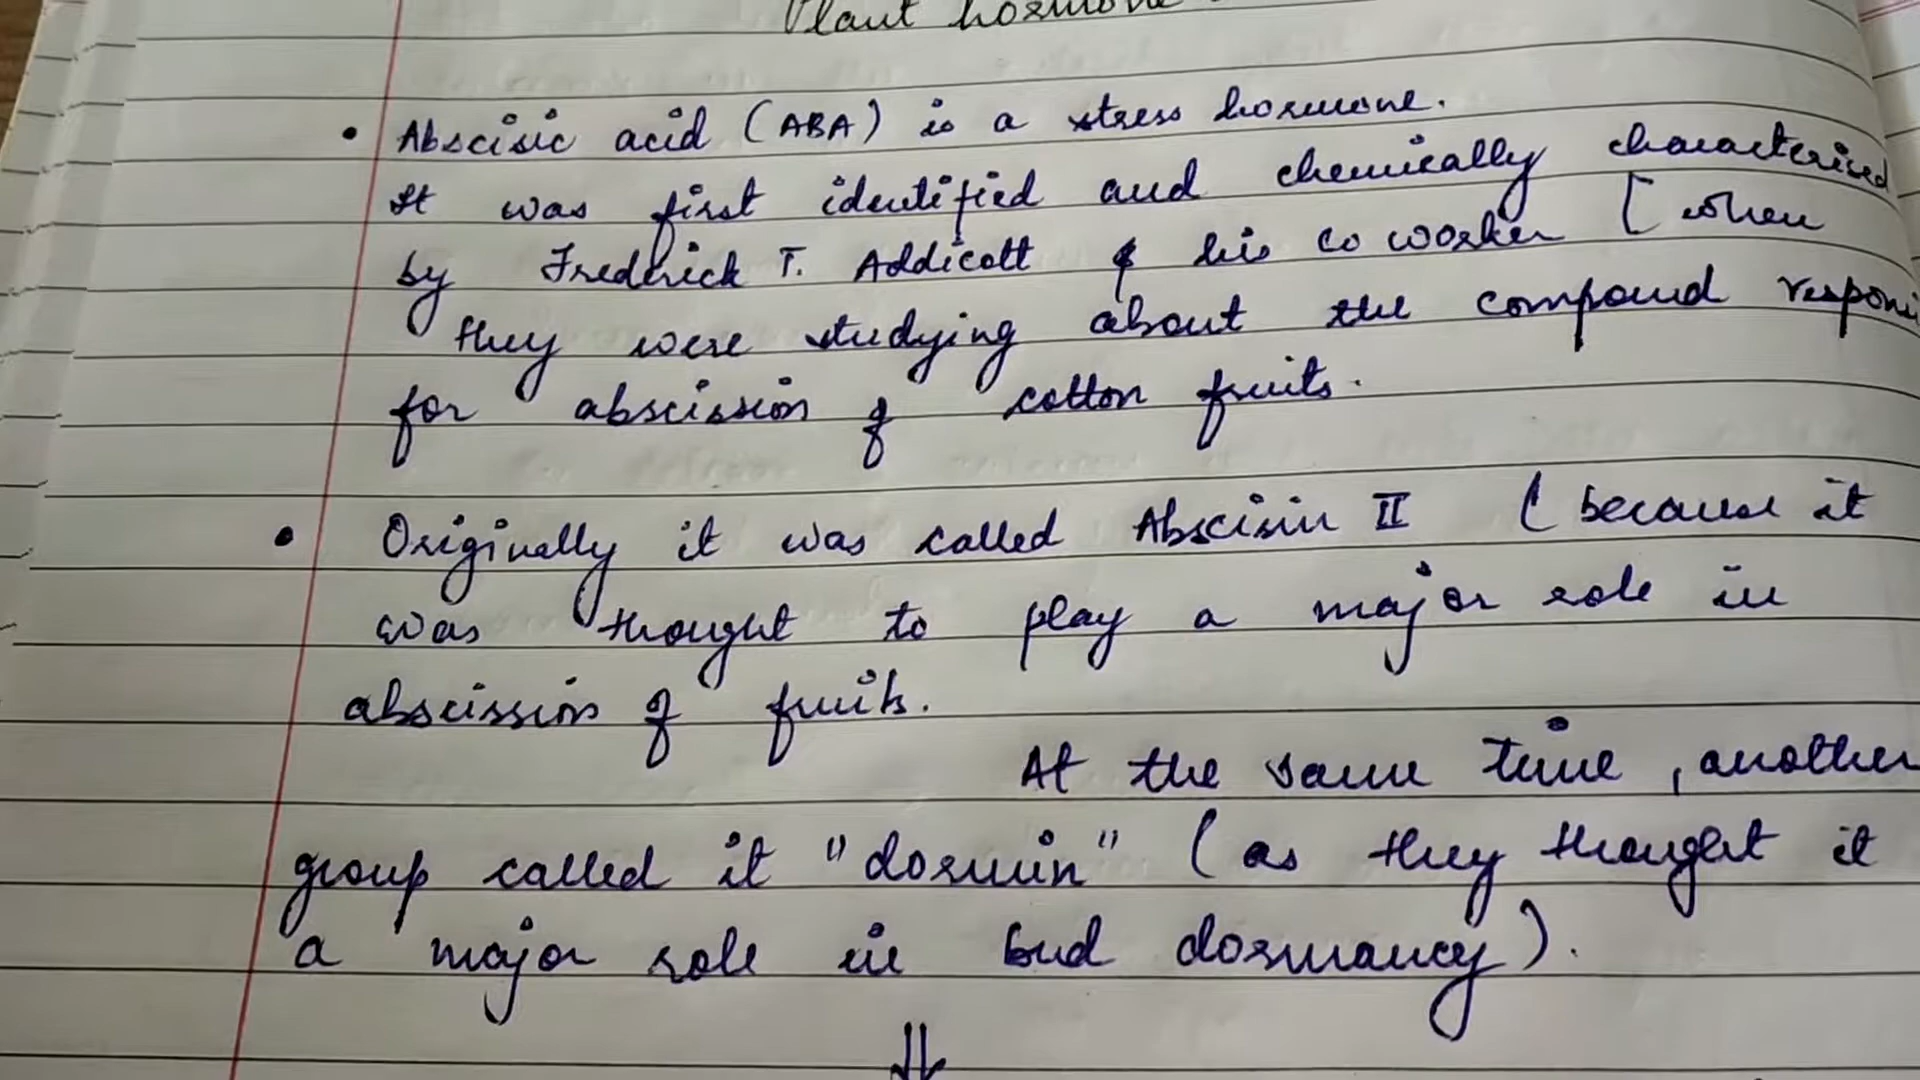 Plant hormone
• Abscisic acid (ABA) is a stress hormone.
It was first identified and chemically characterised
by Frederick T. Addicott & his co worker [when
they were studying about the compound respons
for abscission of cotton fruits.
• Originally it was called Abscisin II (because it
was thought to play a major role in
abscission of fruits.
At the same time, another
group called it "dormin" (as they thought it
a major role in bud dormancy).